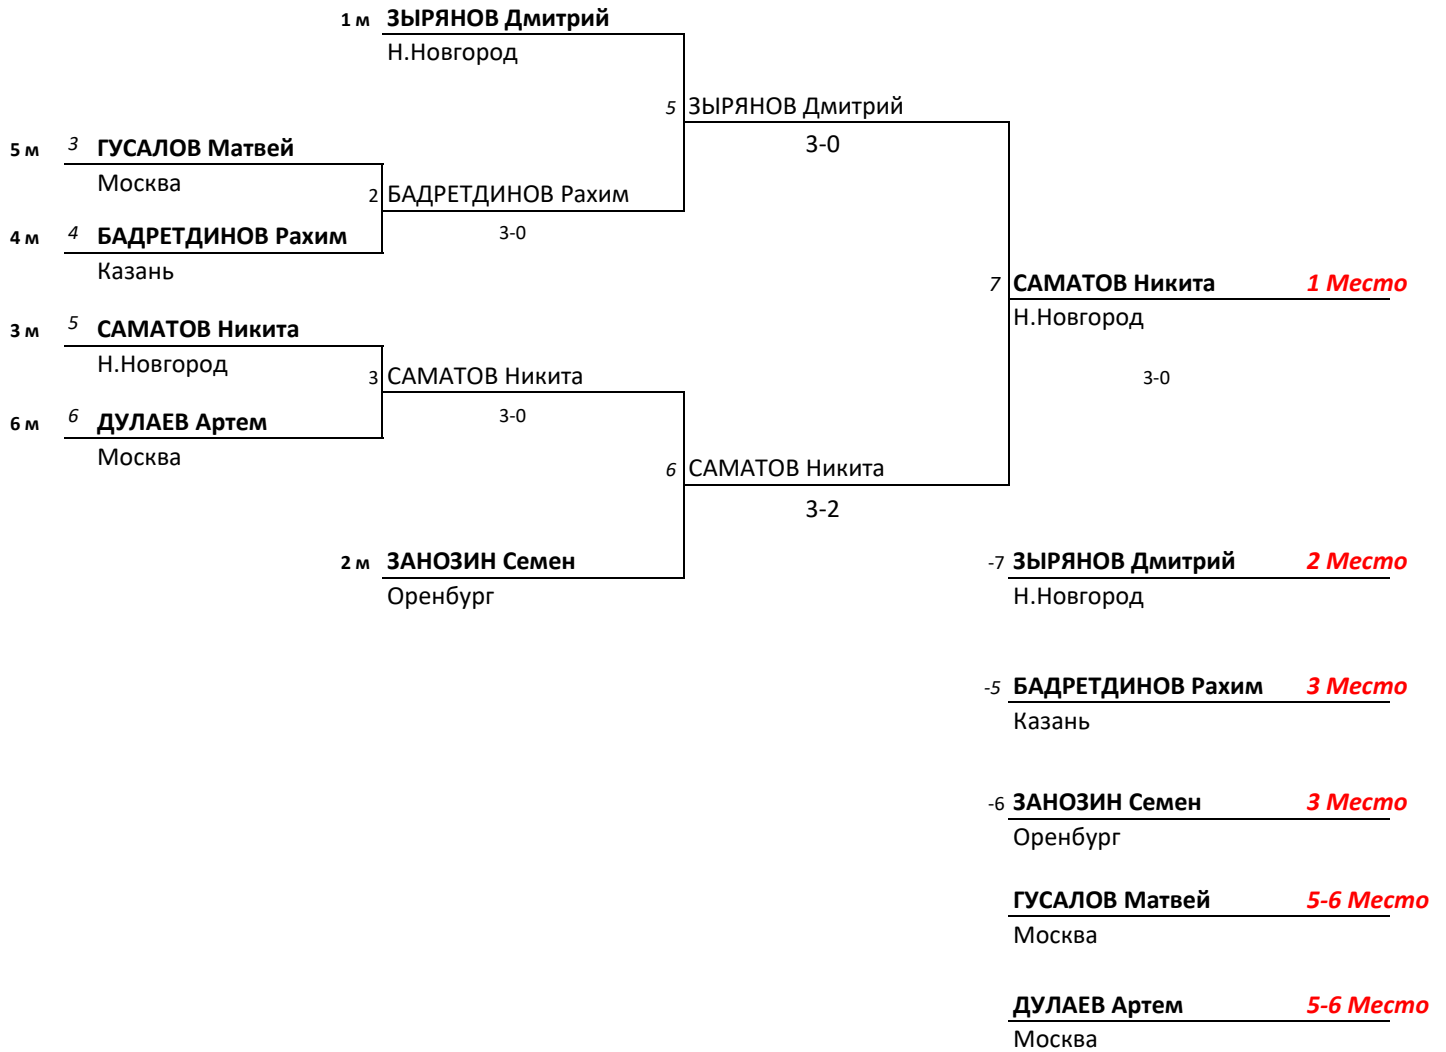 1 м ЗЫРЯНОВ Дмитрий
Н.Новгород
5 ЗЫРЯНОВ Дмитрий
3-0
5 м 3 ГУСАЛОВ Матвей
Москва
2 БАДРЕТДИНОВ Рахим
3-0
4 м 4 БАДРЕТДИНОВ Рахим
Казань
7 САМАТОВ Никита 1 Место
Н.Новгород
3-0
3 м 5 САМАТОВ Никита
Н.Новгород
3 САМАТОВ Никита
3-0
6 м 6 ДУЛАЕВ Артем
Москва
6 САМАТОВ Никита
3-2
2 м ЗАНОЗИН Семен
Оренбург
-7 ЗЫРЯНОВ Дмитрий 2 Место
Н.Новгород
-5 БАДРЕТДИНОВ Рахим 3 Место
Казань
-6 ЗАНОЗИН Семен 3 Место
Оренбург
ГУСАЛОВ Матвей 5-6 Место
Москва
ДУЛАЕВ Артем 5-6 Место
Москва